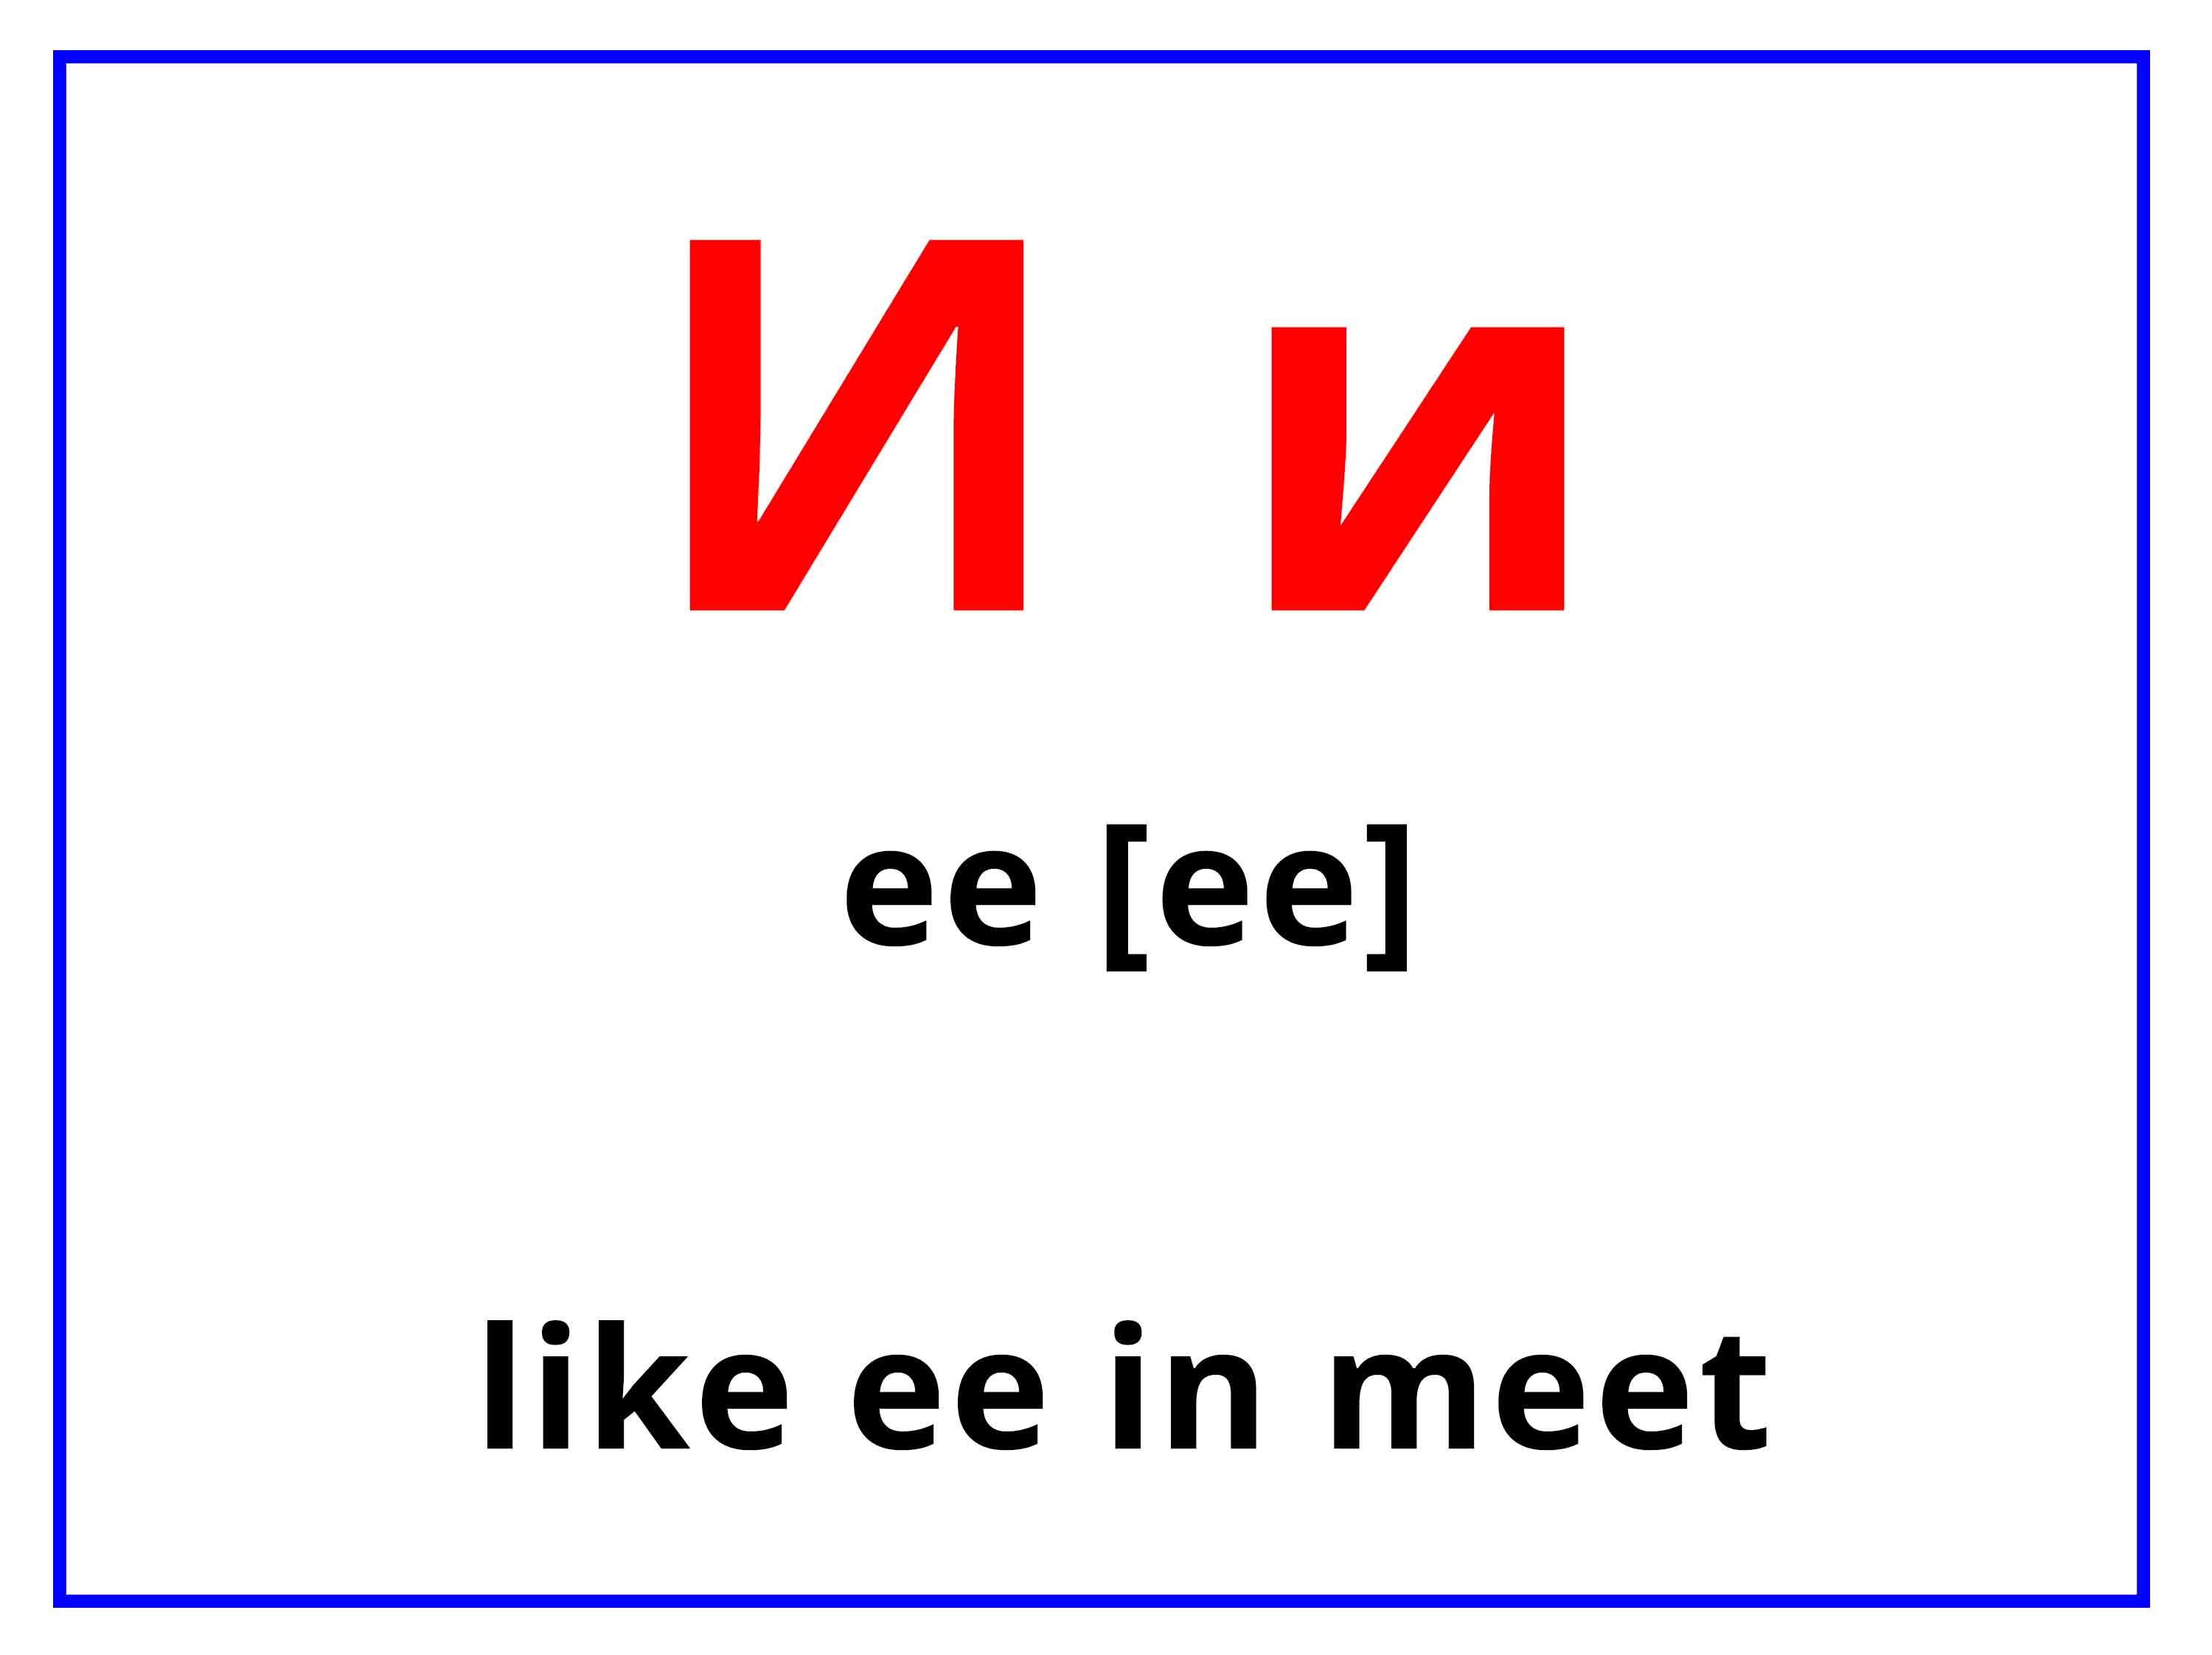 И и
ee [ee]
like ee in meet